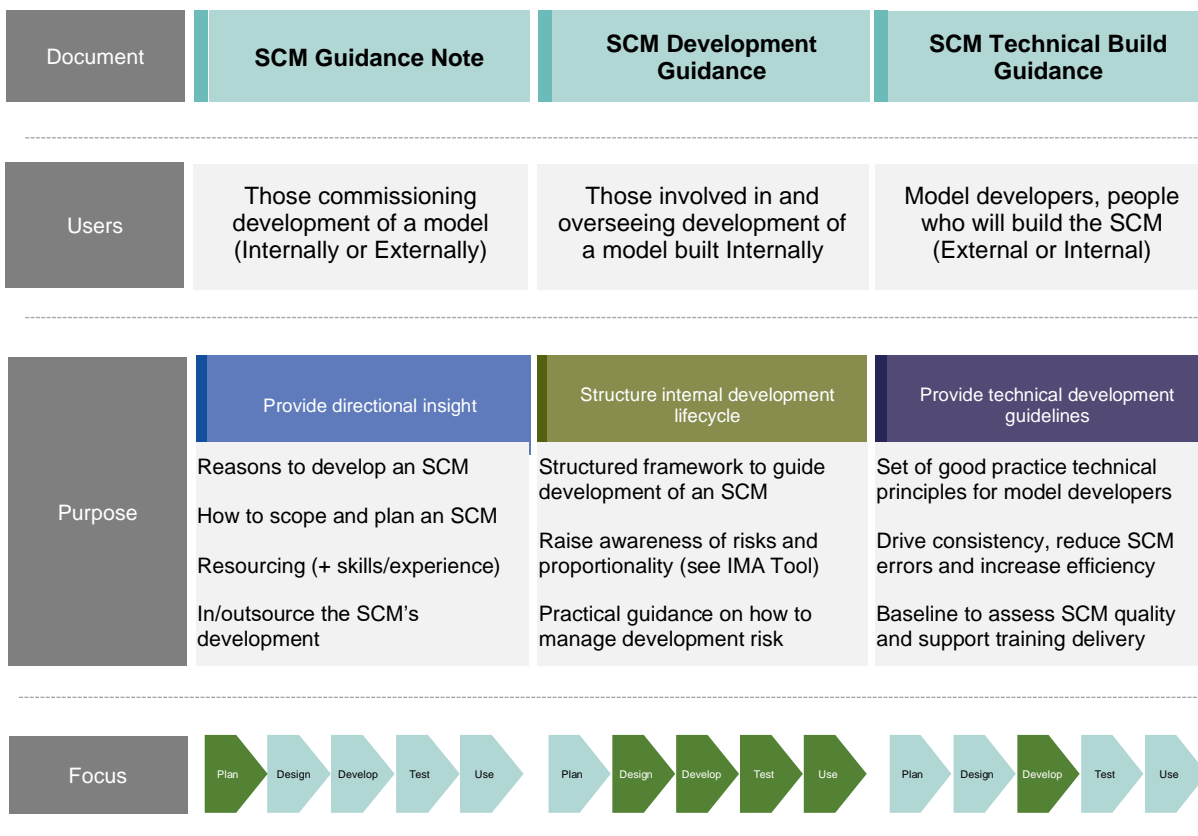 Document
SCM Guidance Note
SCM Development
Guidance
SCM Technical Build
Guidance
Users
Those commissioning
development of a model
(Internally or Externally)
Those involved in and
overseeing development of
a model built Internally
Model developers, people
who will build the SCM
(External or Internal)
Purpose
Provide directional insight
Reasons to develop an SCM
How to scope and plan an SCM
Resourcing (+ skills/experience)
In/outsource the SCM’s
development
Structure internal development
lifecycle
Structured framework to guide
development of an SCM
Raise awareness of risks and
proportionality (see IMA Tool)
Practical guidance on how to
manage development risk
Provide technical development
guidelines
Set of good practice technical
principles for model developers
Drive consistency, reduce SCM
errors and increase efficiency
Baseline to assess SCM quality
and support training delivery
Focus
Plan
Design
Develop
Test
Use
Plan
Design
Develop
Test
Use
Plan
Design
Develop
Test
Use